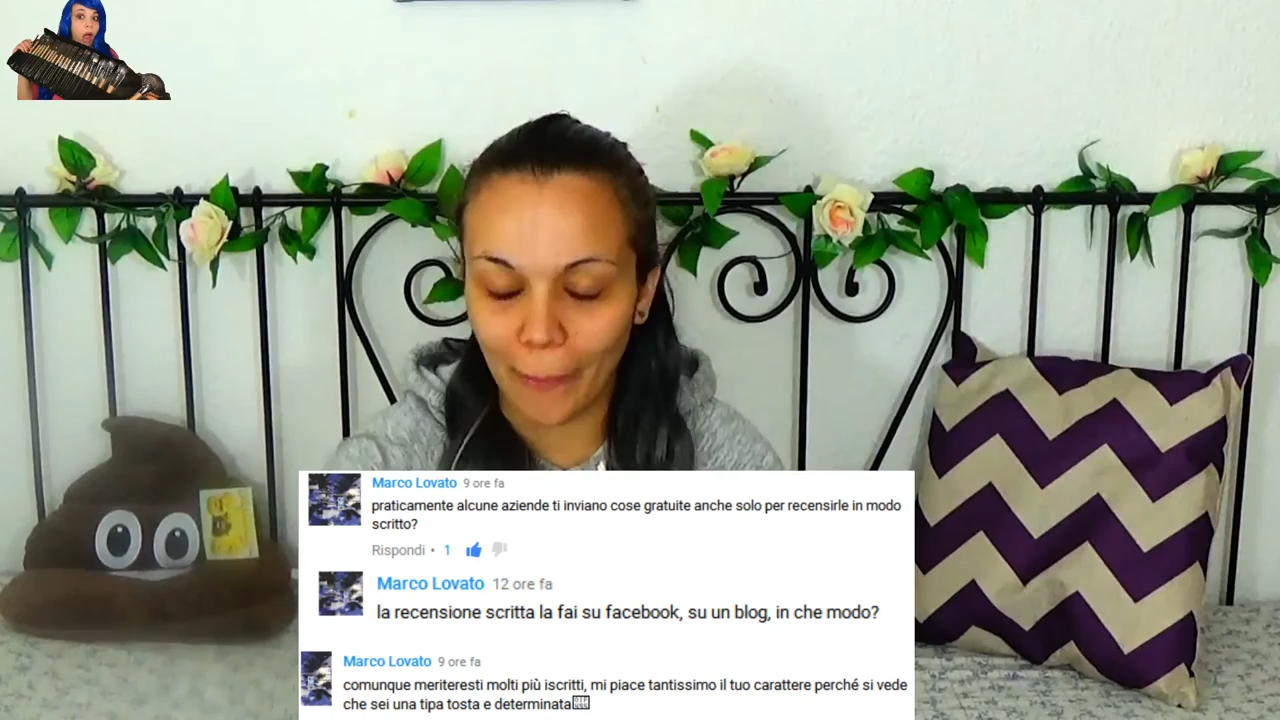 Marco Lovato 9 ore fa
praticamente alcune aziende ti inviano cose gratuite anche solo per recensirle in modo
scritto?
Rispondi • 1
Marco Lovato 12 ore fa
la recensione scritta la fai su facebook, su un blog, in che modo?
Marco Lovato 9 ore fa
comunque meriteresti molti più iscritti, mi piace tantissimo il tuo carattere perché si vede
che sei una tipa tosta e determinata